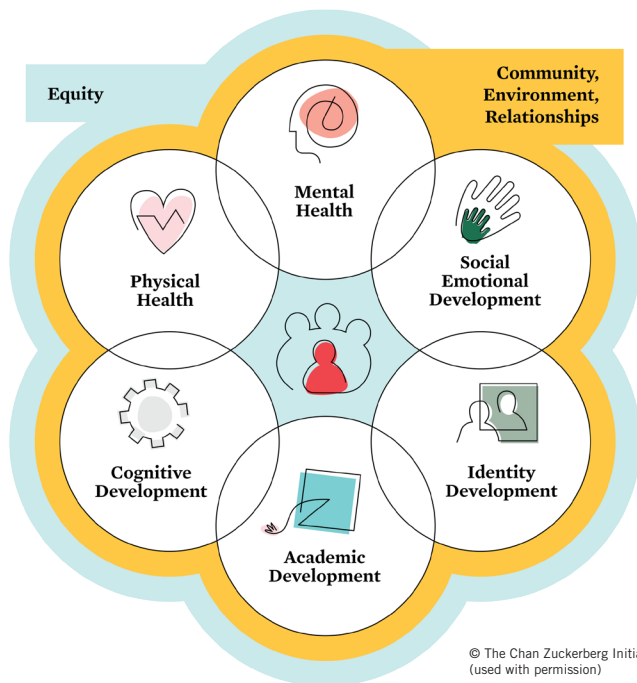 Equity
Community,
Environment,
Relationships
Mental
Health
Physical
Health
Social
Emotional
Development
Cognitive
Development
Identity
Development
Academic
Development
© The Chan Zuckerberg Initia
(used with permission)